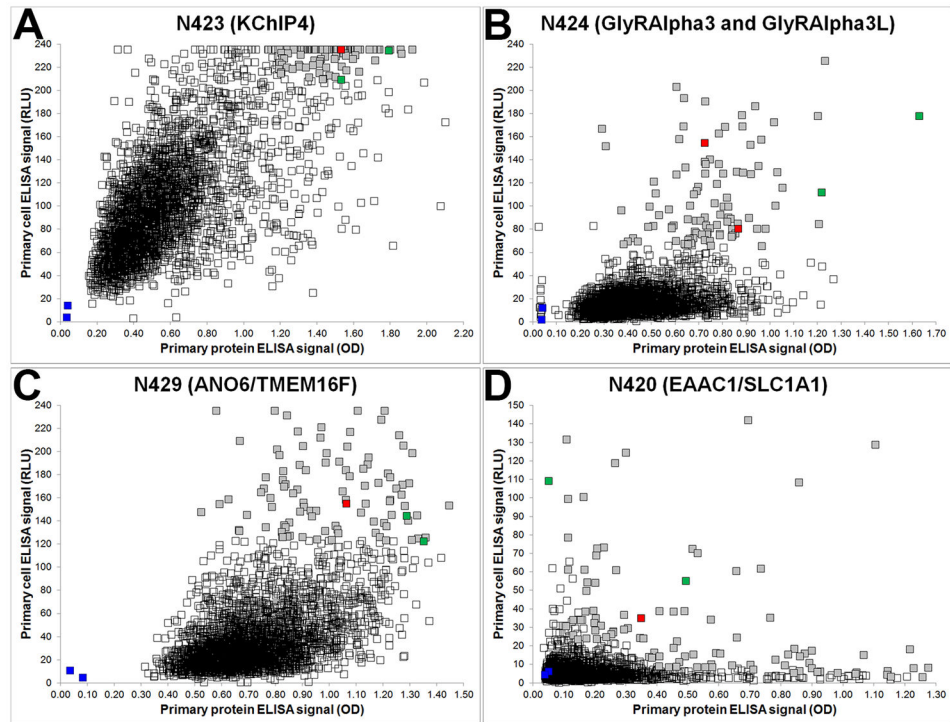 A
N423 (KChIP4)
Primary cell ELISA signal (RLU)
240
220
200
180
160
140
120
100
80
60
40
20
0
0.00 0.20 0.40 0.60 0.80 1.00 1.20 1.40 1.60 1.80 2.00 2.20
Primary protein ELISA signal (OD)
B
N424 (GlyRAlpha3 and GlyRAlpha3L)
Primary cell ELISA signal (RLU)
240
220
200
180
160
140
120
100
80
60
40
20
0
0.00 0.10 0.20 0.30 0.40 0.50 0.60 0.70 0.80 0.90 1.00 1.10 1.20 1.30 1.40 1.50 1.60 1.70
Primary protein ELISA signal (OD)
C
N429 (ANO6/TMEM16F)
Primary cell ELISA signal (RLU)
240
220
200
180
160
140
120
100
80
60
40
20
0
0.00 0.10 0.20 0.30 0.40 0.50 0.60 0.70 0.80 0.90 1.00 1.10 1.20 1.30 1.40 1.50
Primary protein ELISA signal (OD)
D
N420 (EAAC1/SLC1A1)
Primary cell ELISA signal (RLU)
150
140
130
120
110
100
90
80
70
60
50
40
30
20
10
0
0.00 0.10 0.20 0.30 0.40 0.50 0.60 0.70 0.80 0.90 1.00 1.10 1.20 1.30
Primary protein ELISA signal (OD)